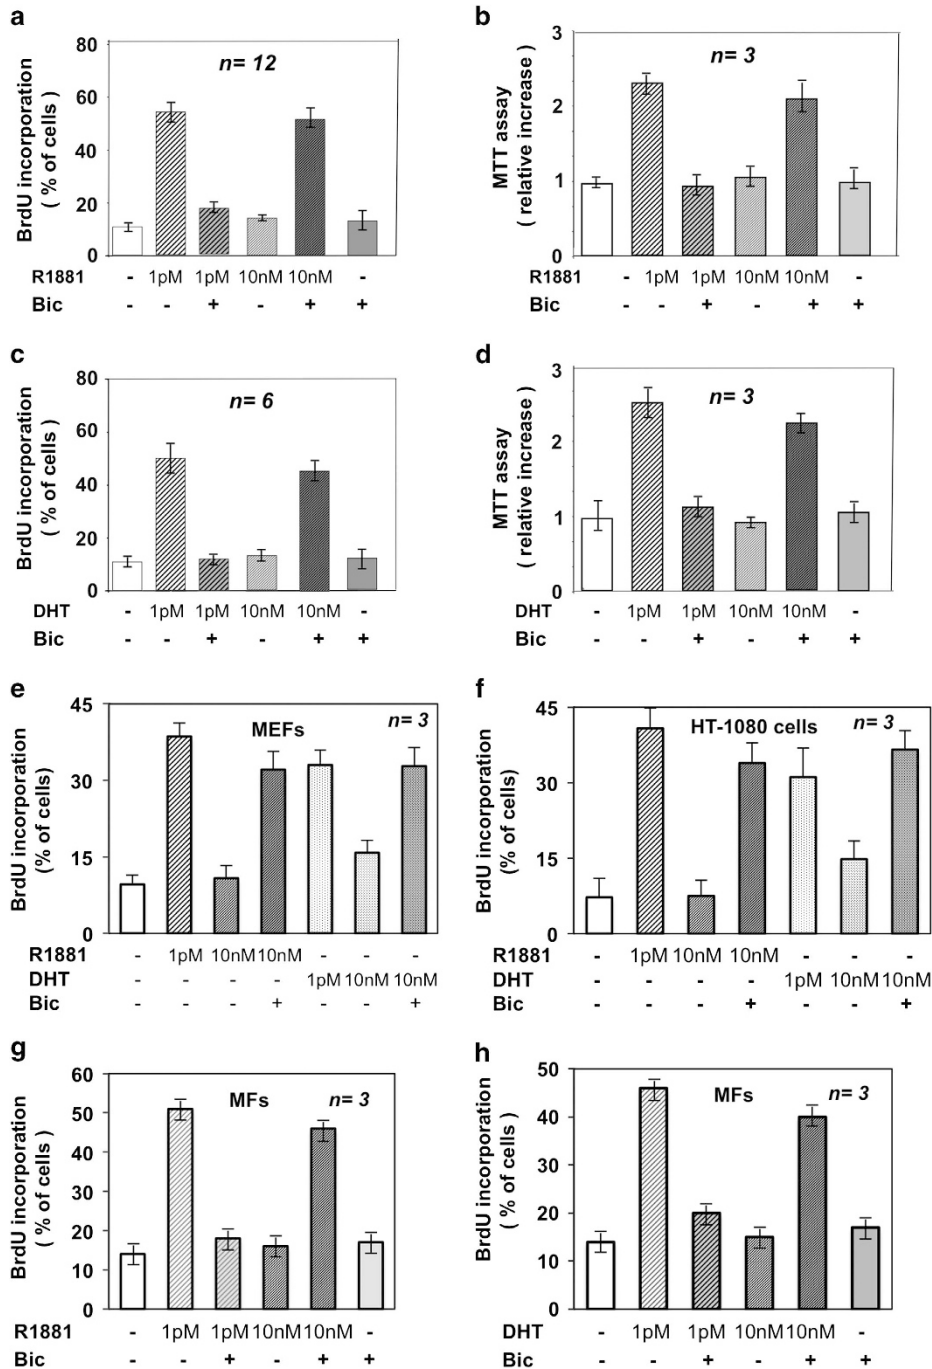 a
80
60
40
20
0
BrdU incorporation
( % of cells )
n= 12
R1881 - 1pM 1pM 10nM 10nM -
Bic - - + - + +
b
3
2
1
0
MTT assay
( relative increase )
n= 3
R1881 - 1pM 1pM 10nM 10nM -
Bic - - + - + +
c
80
60
40
20
0
BrdU incorporation
( % of cells )
n= 6
DHT - 1pM 1pM 10nM 10nM -
Bic - - + - + +
d
3
2
1
0
MTT assay
( relative increase )
n= 3
DHT - 1pM 1pM 10nM 10nM -
Bic - - + - + +
e
45
30
15
0
BrdU incorporation
(% of cells)
MEFs
n= 3
R1881 - 1pM 10nM 10nM - - -
DHT - - - - 1pM 10nM 10nM
Bic - - - + - - +
f
45
30
15
0
BrdU incorporation
(% of cells)
HT-1080 cells
n= 3
R1881 - 1pM 10nM 10nM - - -
DHT - - - - 1pM 10nM 10nM
Bic - - - + - - +
g
60
50
40
30
20
10
0
BrdU incorporation
( % of cells )
MFs
n= 3
R1881 - 1pM 1pM 10nM 10nM -
Bic - - + - + +
h
50
40
30
20
10
0
BrdU incorporation
( % of cells )
MFs
n= 3
DHT - 1pM 1pM 10nM 10nM -
Bic - - + - + +